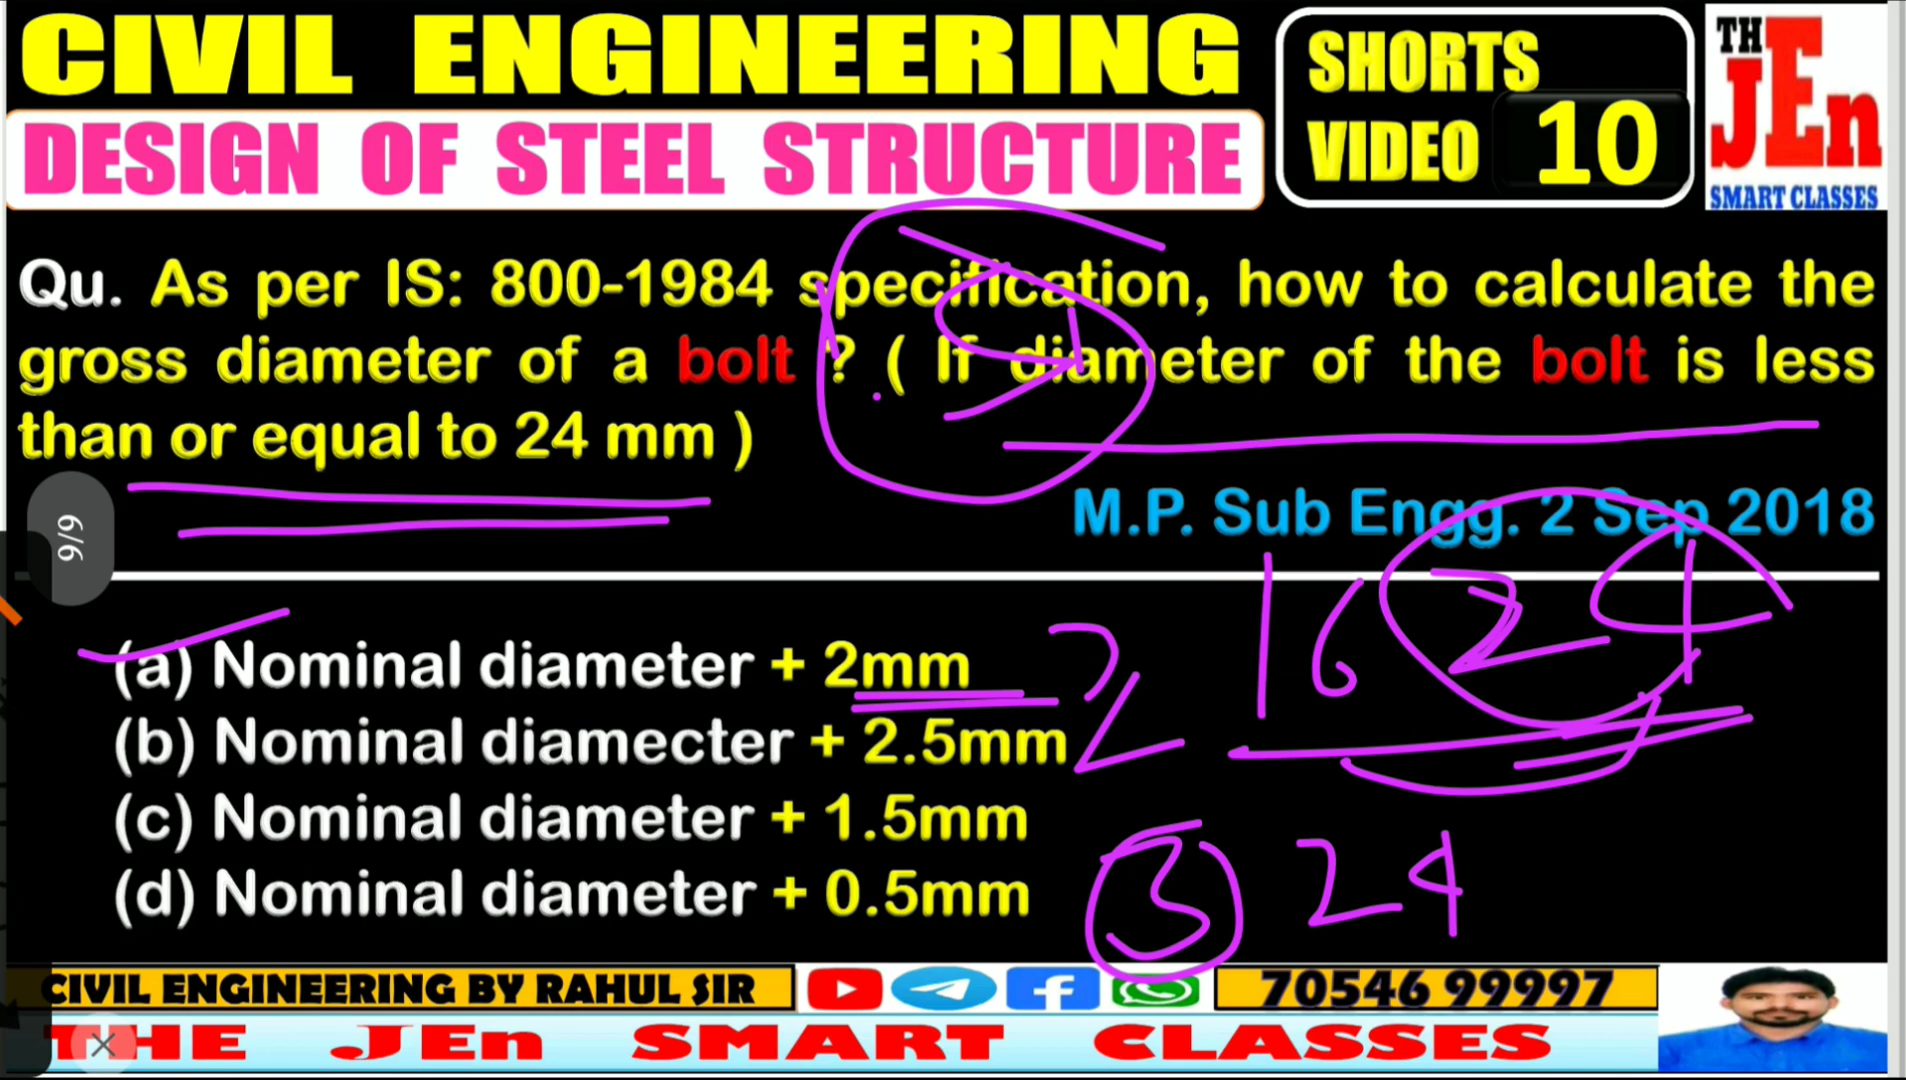 CIVIL ENGINEERING
DESIGN OF STEEL STRUCTURE
SHORTS
VIDEO 10
TH
JEn
SMART CLASSES
Qu. As per IS: 800-1984 specification, how to calculate the
gross diameter of a bolt ? ( If diameter of the bolt is less
than or equal to 24 mm )
M.P. Sub Engg. 2 Sep 2018
6/6
16 24
(a) Nominal diameter + 2mm
2
(b) Nominal diamecter + 2.5mm
(c) Nominal diameter + 1.5mm
(d) Nominal diameter + 0.5mm
3 24
CIVIL ENGINEERING BY RAHUL SIR
70546 99997
THE JEn SMART CLASSES